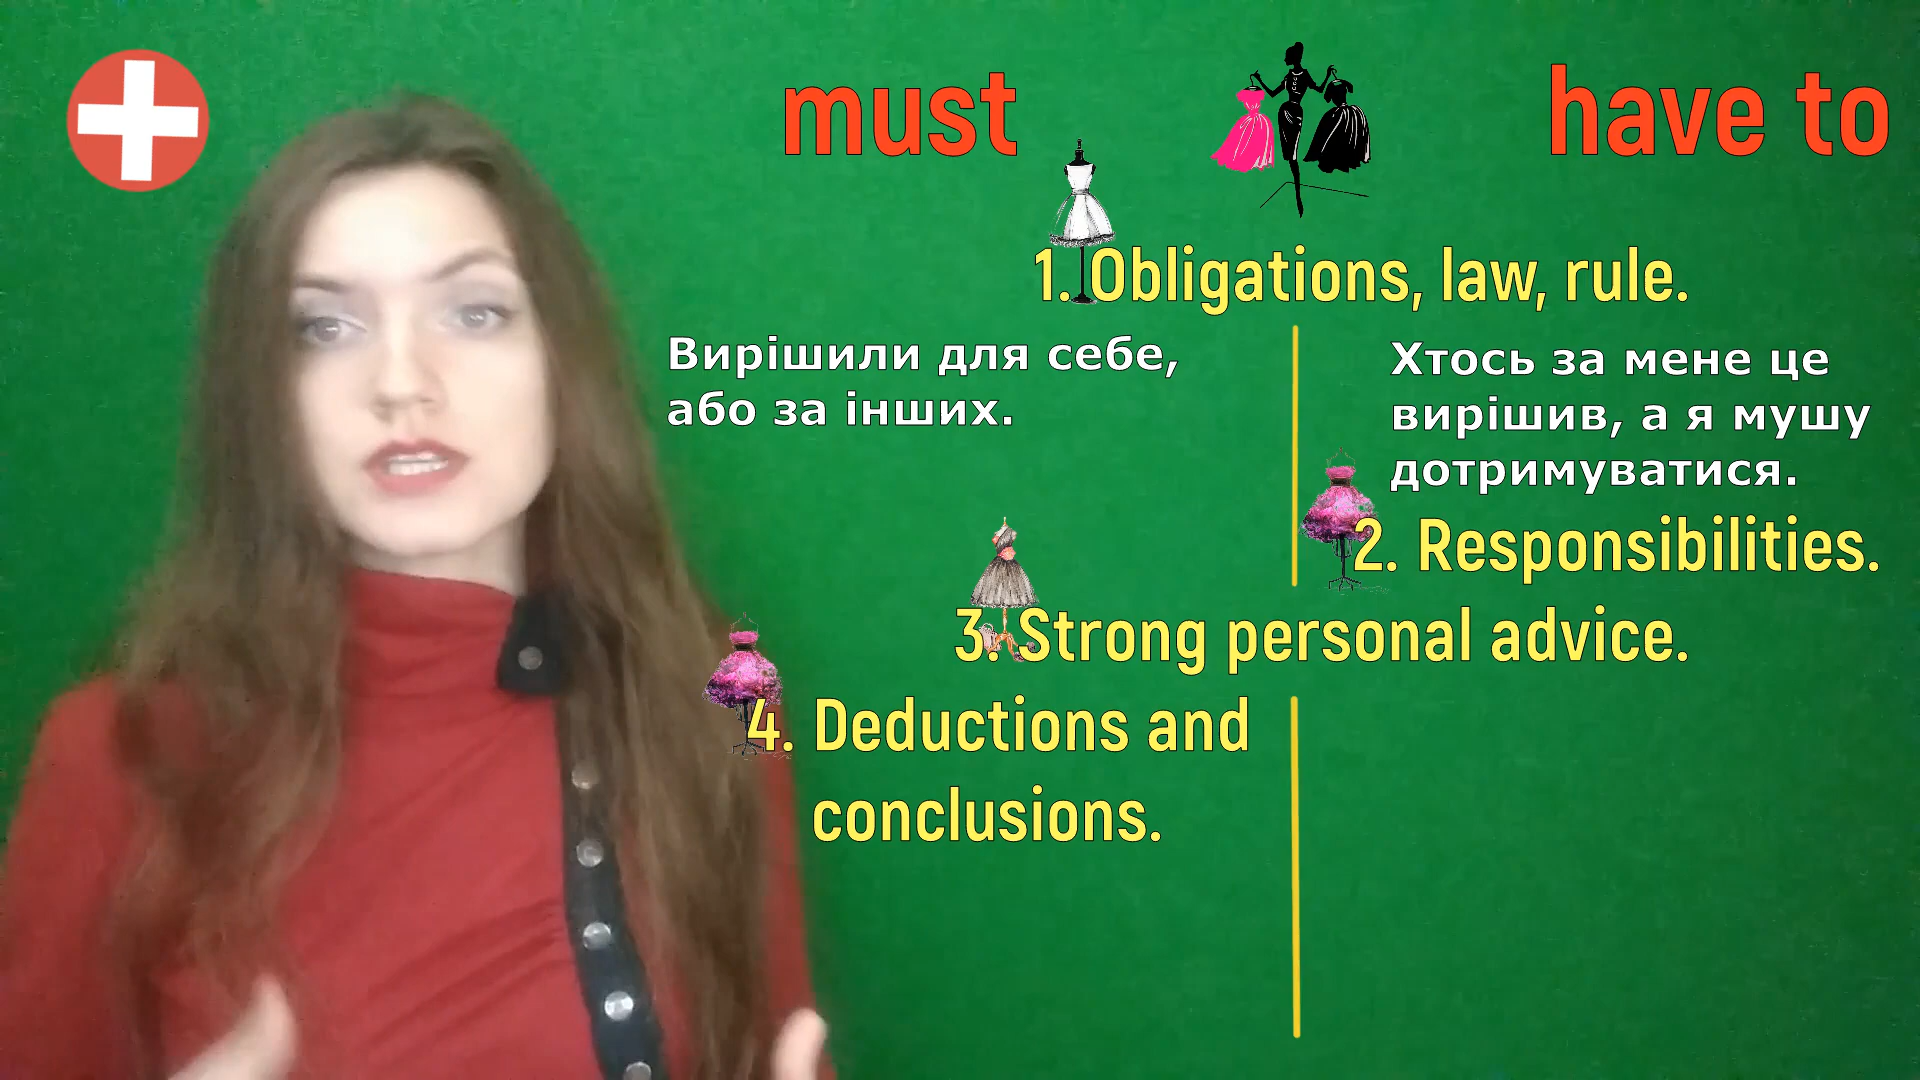 must
have to
1. Obligations, law, rule.
Вирішили для себе,
або за інших.
Хтось за мене це
вирішив, а я мушу
дотримуватися.
2. Responsibilities.
3. Strong personal advice.
4. Deductions and
conclusions.